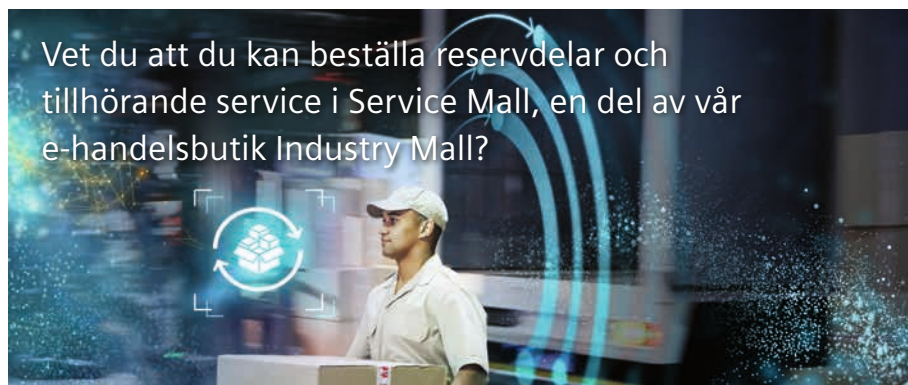 Vet du att du kan beställa reservdelar och
tillhörande service i Service Mall, en del av vår
e-handelsbutik Industry Mall?